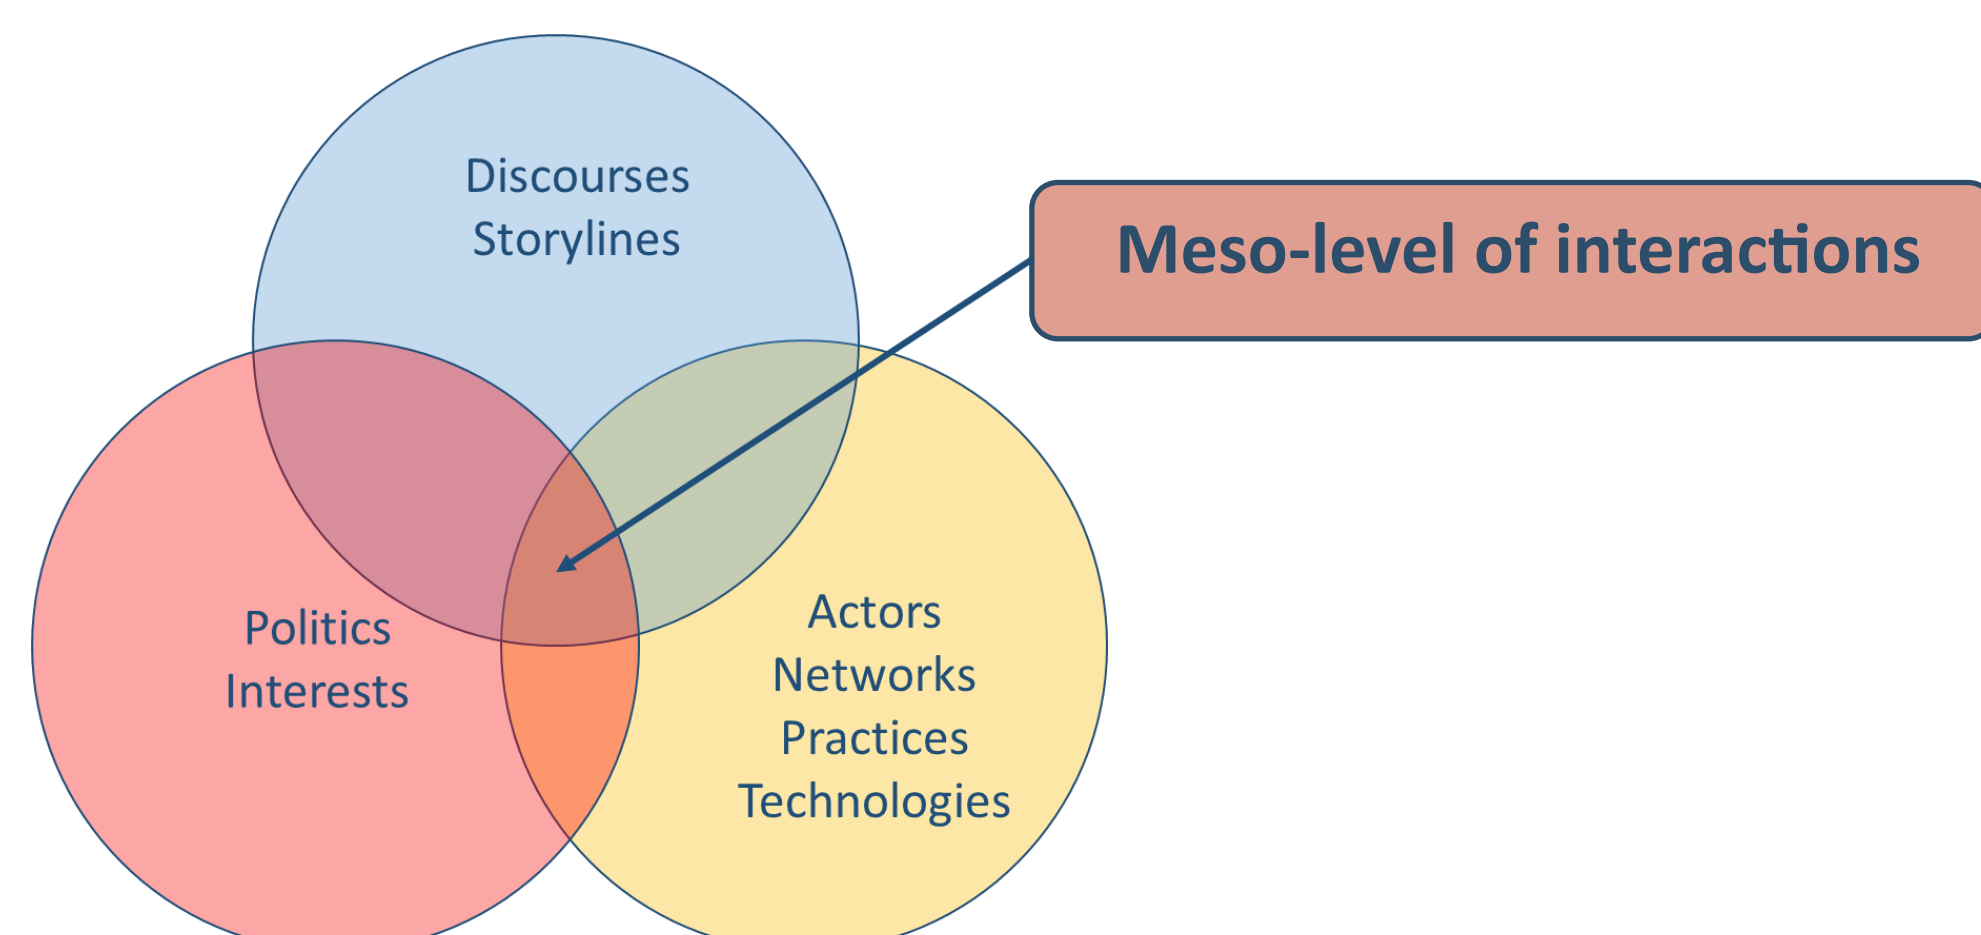 Discourses
Storylines
Meso-level of interactions
Politics
Interests
Actors
Networks
Practices
Technologies